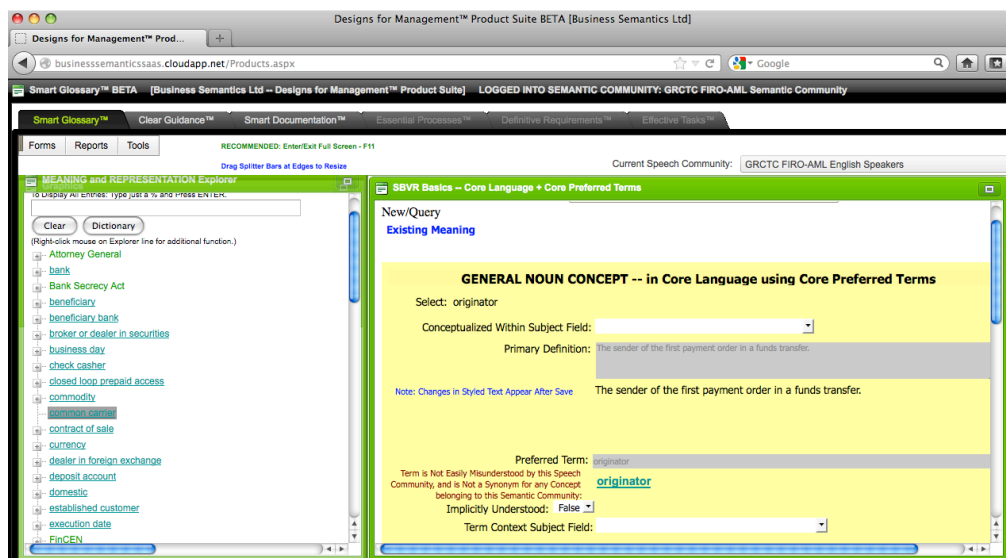 Designs for Management™ Product Suite BETA [Business Semantics Ltd]
Designs for Management™ Prod...
businesssemanticssaas.cloudapp.net/Products.aspx
Google
Smart Glossary™ BETA [Business Semantics Ltd -- Designs for Management™ Product Suite] LOGGED INTO SEMANTIC COMMUNITY: GRCTC FIRO-AML Semantic Community
Smart Glossary™ Clear Guidance™ Smart Documentation™ Essential Processes™ Definitive Requirements™ Effective Tasks™
Forms Reports Tools
RECOMMENDED: Enter/Exit Full Screen - F11
Drag Splitter Bars at Edges to Resize
Current Speech Community: GRCTC FIRO-AML English Speakers
MEANING and REPRESENTATION Explorer
Graphics
To Display All Entries: Type just a % and Press ENTER.
Clear Dictionary
(Right-click mouse on Explorer line for additional function.)
Attorney General
bank
Bank Secrecy Act
beneficiary
beneficiary bank
broker or dealer in securities
business day
check casher
closed loop prepaid access
commodity
common carrier
contract of sale
currency
dealer in foreign exchange
deposit account
domestic
established customer
execution date
FinCEN
SBVR Basics -- Core Language + Core Preferred Terms
New/Query
Existing Meaning
GENERAL NOUN CONCEPT -- in Core Language using Core Preferred Terms
Select: originator
Conceptualized Within Subject Field:
Primary Definition: The sender of the first payment order in a funds transfer.
Note: Changes in Styled Text Appear After Save The sender of the first payment order in a funds transfer.
Preferred Term: originator
Term is Not Easily Misunderstood by this Speech
Community, and is Not a Synonym for any Concept
belonging to this Semantic Community:
originator
Implicitly Understood: False
Term Context Subject Field: